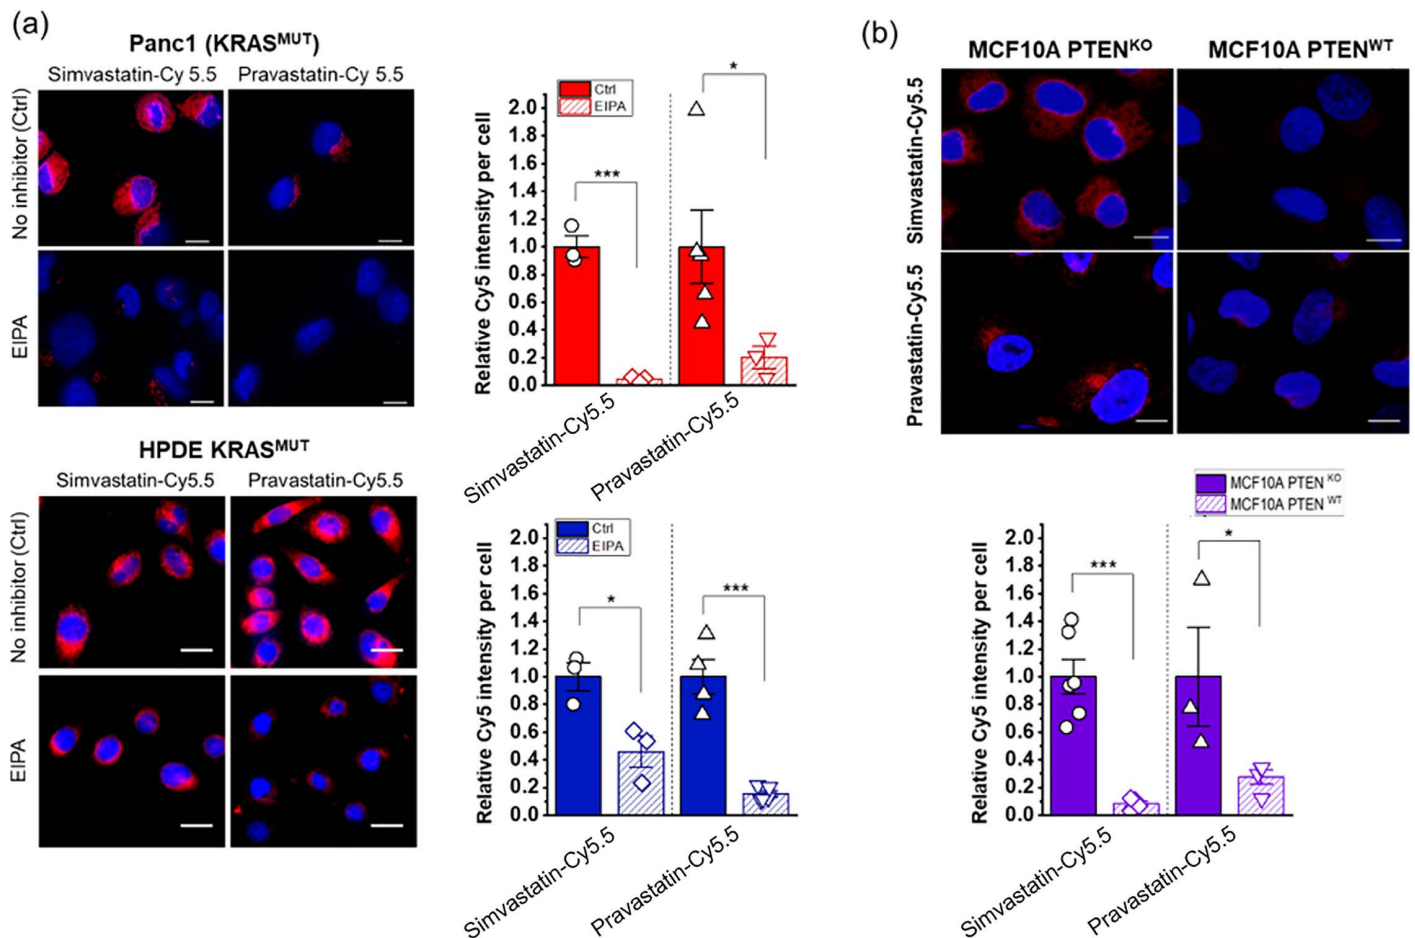 (a)
Panc1 (KRASᴹᵁᵀ)
Simvastatin-Cy 5.5 Pravastatin-Cy 5.5
No inhibitor (Ctrl)
EIPA
Ctrl
EIPA
*
***
Relative Cy5 intensity per cell
2.0
1.8
1.6
1.4
1.2
1.0
0.8
0.6
0.4
0.2
0.0
Simvastatin-Cy5.5
Pravastatin-Cy5.5
HPDE KRASᴹᵁᵀ
Simvastatin-Cy5.5 Pravastatin-Cy5.5
No inhibitor (Ctrl)
EIPA
Ctrl
EIPA
*
***
Relative Cy5 intensity per cell
2.0
1.8
1.6
1.4
1.2
1.0
0.8
0.6
0.4
0.2
0.0
Simvastatin-Cy5.5
Pravastatin-Cy5.5
(b)
MCF10A PTENᴷᴼ MCF10A PTENᵂᵀ
Simvastatin-Cy5.5
Pravastatin-Cy5.5
MCF10A PTEN ᴷᴼ
MCF10A PTEN ᵂᵀ
*
***
Relative Cy5 intensity per cell
2.0
1.8
1.6
1.4
1.2
1.0
0.8
0.6
0.4
0.2
0.0
Simvastatin-Cy5.5
Pravastatin-Cy5.5